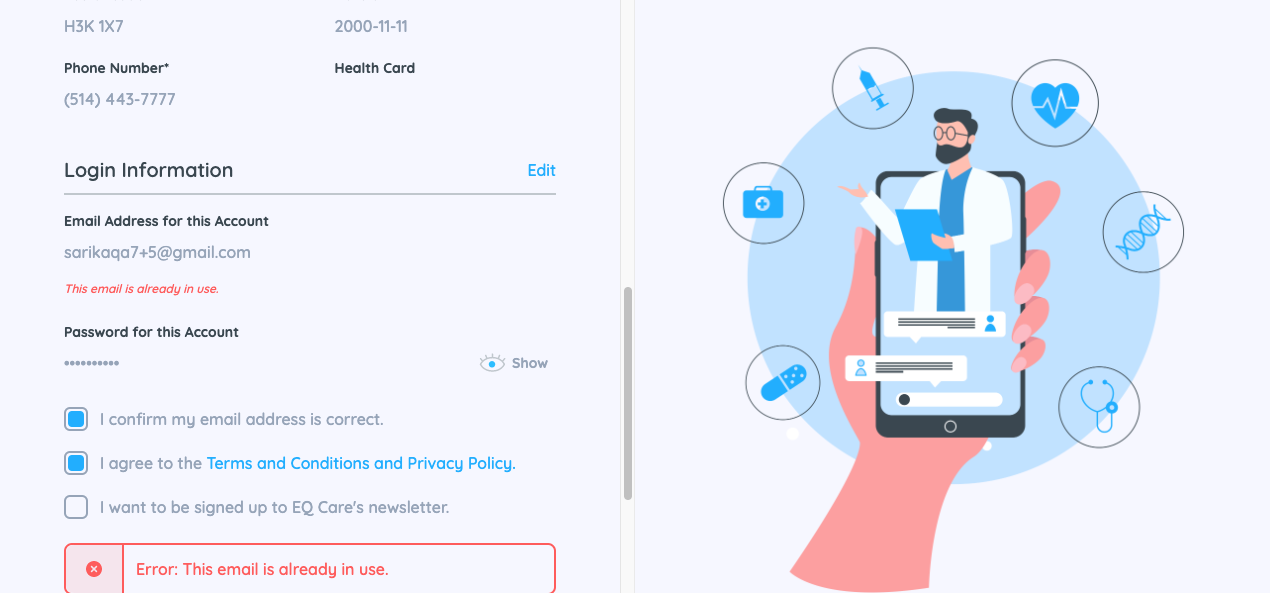 H3K 1X7
2000-11-11
Phone Number*
Health Card
(514) 443-7777
Login Information
Edit
Email Address for this Account
sarikaqa7+5@gmail.com
This email is already in use.
Password for this Account
••••••••••
Show
I confirm my email address is correct.
I agree to the Terms and Conditions and Privacy Policy.
I want to be signed up to EQ Care's newsletter.
Error: This email is already in use.